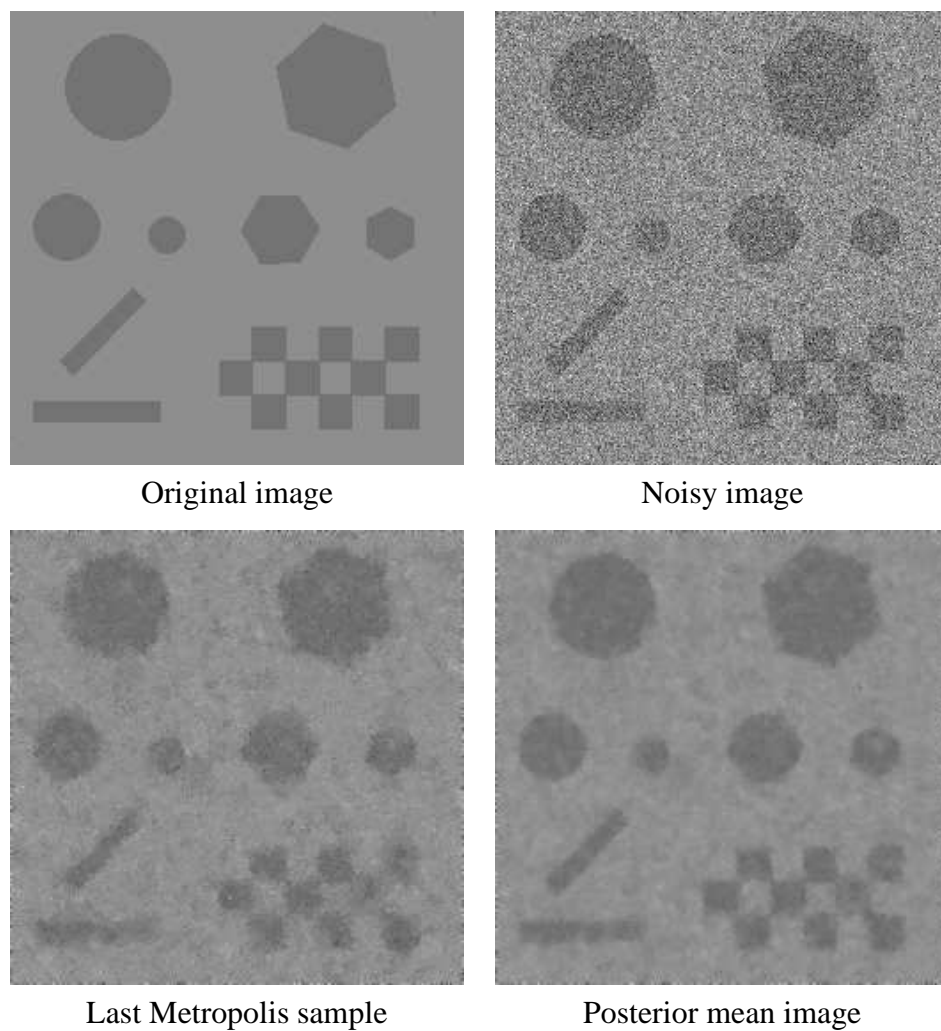 Original image
Noisy image
Last Metropolis sample
Posterior mean image